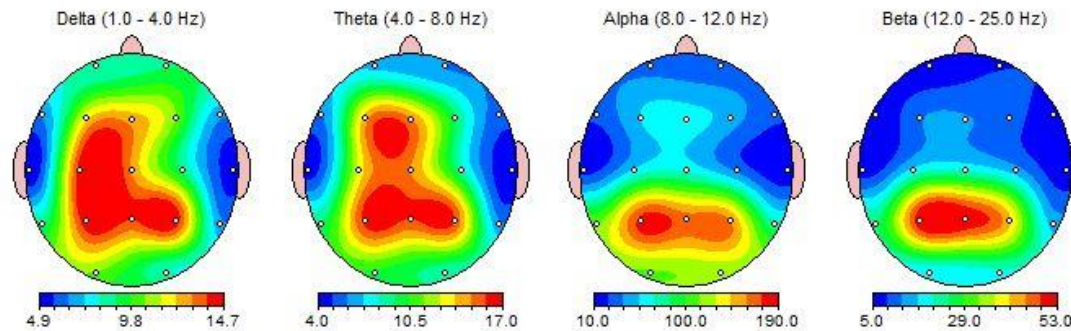 Delta (1.0 - 4.0 Hz)
Theta (4.0 - 8.0 Hz)
Alpha (8.0 - 12.0 Hz)
Beta (12.0 - 25.0 Hz)
4.9 9.8 14.7
4.0 10.5 17.0
10.0 100.0 190.0
5.0 29.0 53.0